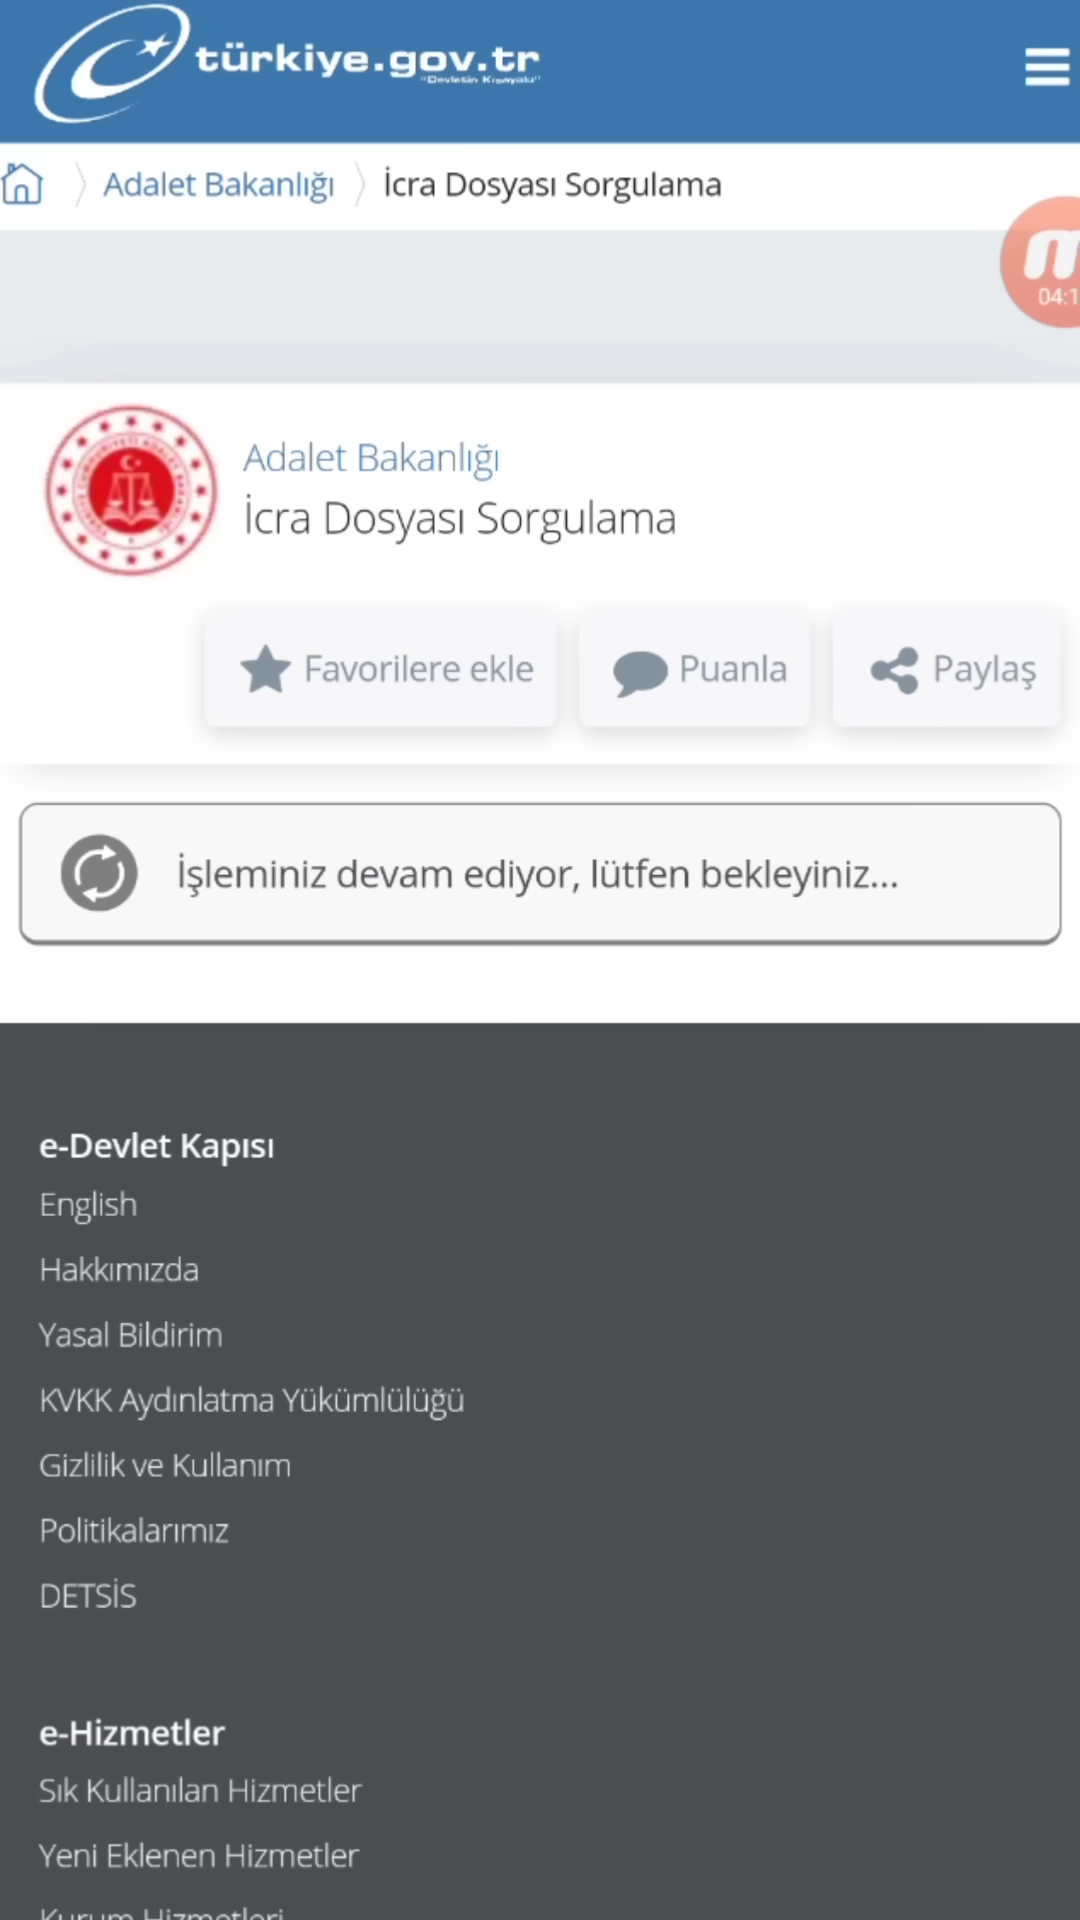 türkiye.gov.tr
"Devletin Kısayolu"
Adalet Bakanlığı
İcra Dosyası Sorgulama
04:1
Adalet Bakanlığı
İcra Dosyası Sorgulama
Favorilere ekle
Puanla
Paylaş
İşleminiz devam ediyor, lütfen bekleyiniz...
e-Devlet Kapısı
English
Hakkımızda
Yasal Bildirim
KVKK Aydınlatma Yükümlülüğü
Gizlilik ve Kullanım
Politikalarımız
DETSİS
e-Hizmetler
Sık Kullanılan Hizmetler
Yeni Eklenen Hizmetler
Kurum Hizmetleri